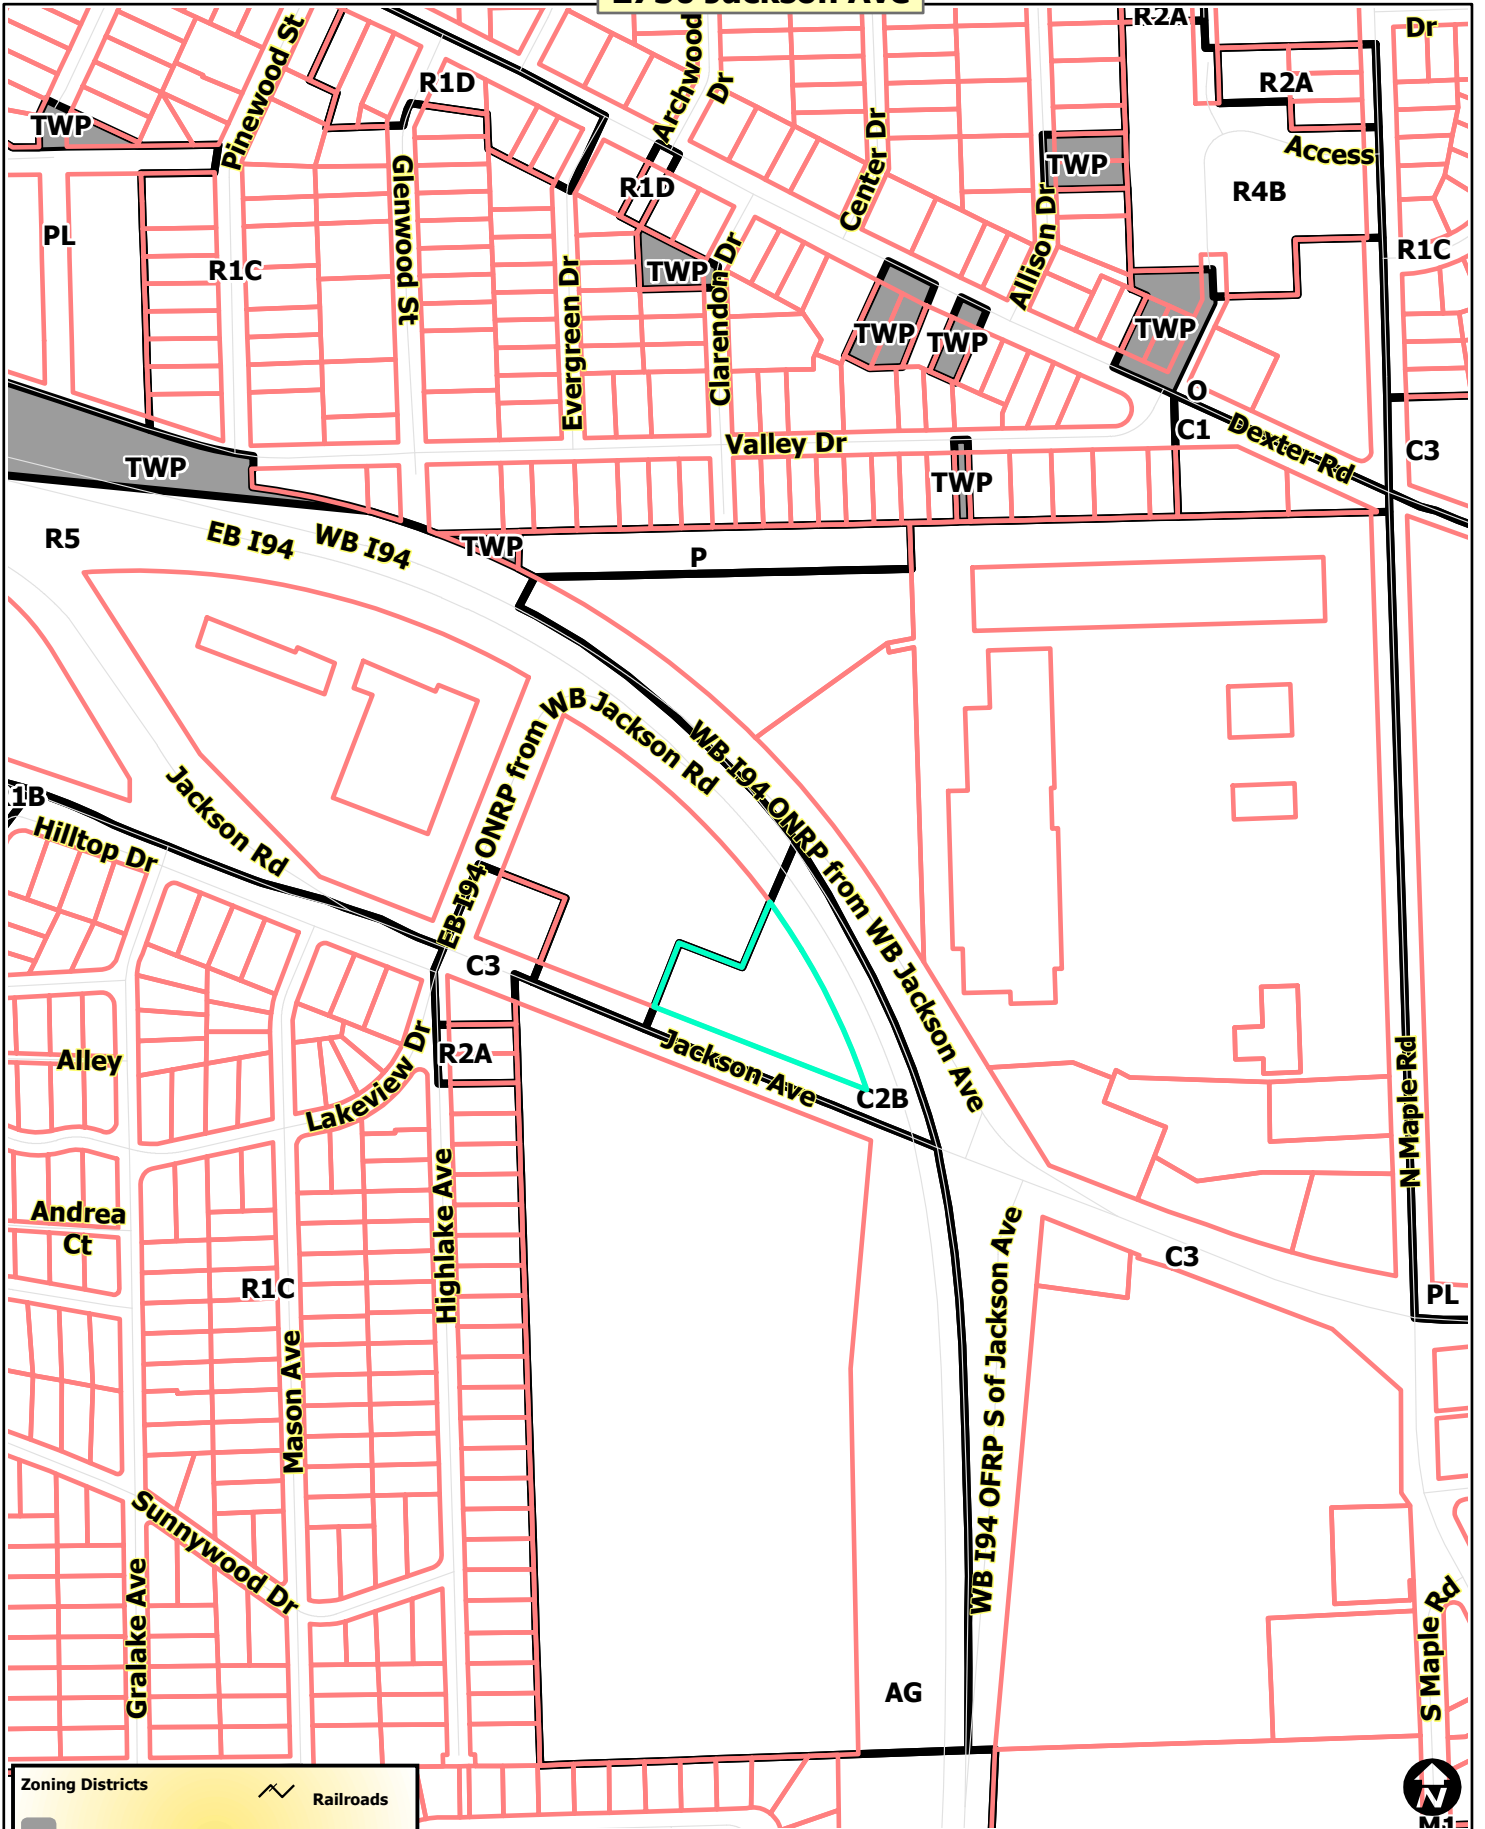 2750 Jackson Ave
R2A
Dr
Pinewood St
R1D
Archwood
Dr
R2A
TWP
Access
TWP
Center Dr
R4B
R1D
Glenwood St
Allison Dr
PL
R1C
R1C
TWP
Clarendon Dr
Evergreen Dr
TWP
TWP
TWP
O
C1
Dexter Rd
Valley Dr
C3
TWP
TWP
R5
EB I94
WB I94
TWP
P
EB I94 ONRP from WB Jackson Rd
WB I94 ONRP from WB Jackson Ave
Jackson Rd
Hilltop Dr
C3
Alley
R2A
Lakeview Dr
Jackson Ave
C2B
N Maple Rd
Andrea
Ct
Highlake Ave
C3
R1C
PL
Mason Ave
WB I94 OFRP S of Jackson Ave
Sunnywood Dr
Gralake Ave
S Maple Rd
AG
Zoning Districts
Railroads
N
M1